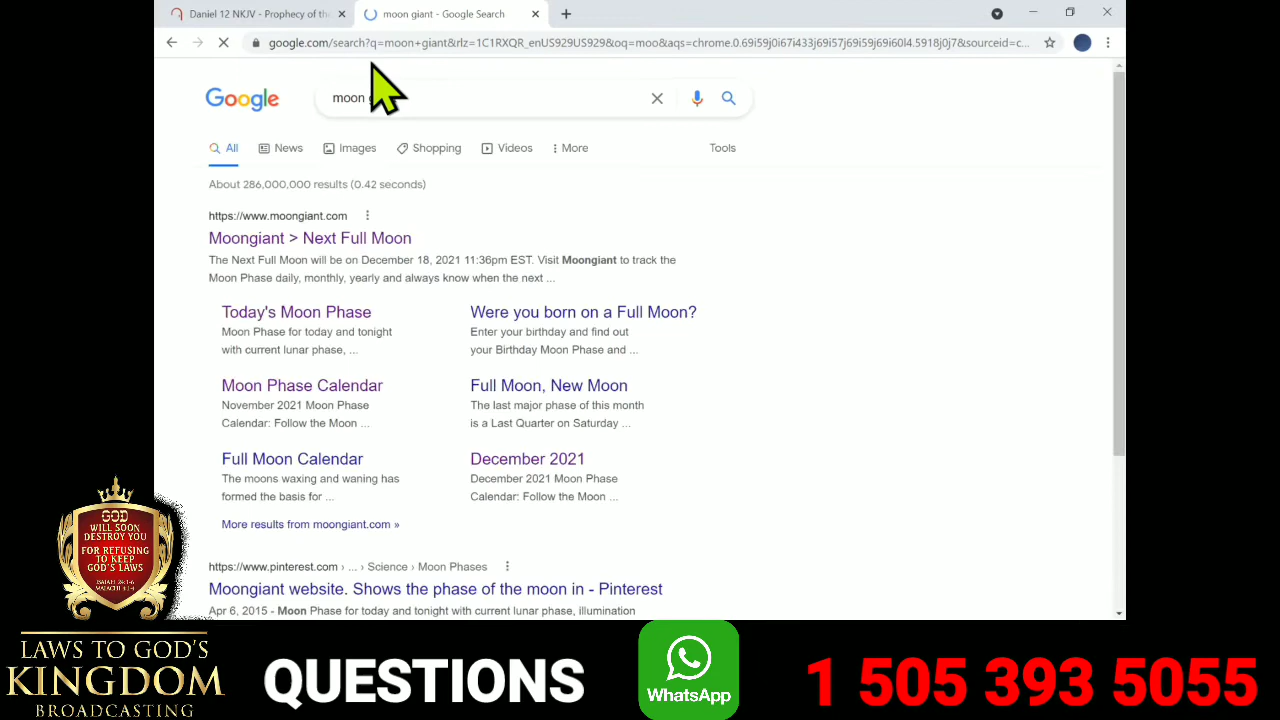 Daniel 12 NKJV - Prophecy of the
moon giant - Google Search
google.com/search?q=moon+giant&rlz=1C1RXQR_enUS929US929&oq=moo&aqs=chrome.0.69i59j0i67i433j69i57j69i59j69i60l4.5918j0j7&sourceid=c...
Google
moon
All
News
Images
Shopping
Videos
More
Tools
About 286,000,000 results (0.42 seconds)
https://www.moongiant.com
Moongiant > Next Full Moon
The Next Full Moon will be on December 18, 2021 11:36pm EST. Visit Moongiant to track the
Moon Phase daily, monthly, yearly and always know when the next ...
Today's Moon Phase
Moon Phase for today and tonight
with current lunar phase, ...
Were you born on a Full Moon?
Enter your birthday and find out
your Birthday Moon Phase and ...
Moon Phase Calendar
November 2021 Moon Phase
Calendar: Follow the Moon ...
Full Moon, New Moon
The last major phase of this month
is a Last Quarter on Saturday ...
Full Moon Calendar
The moons waxing and waning has
formed the basis for ...
December 2021
December 2021 Moon Phase
Calendar: Follow the Moon ...
More results from moongiant.com »
https://www.pinterest.com › ... › Science › Moon Phases
Moongiant website. Shows the phase of the moon in - Pinterest
Apr 6, 2015 - Moon Phase for today and tonight with current lunar phase, illumination
GOD
WILL SOON
DESTROY YOU
FOR REFUSING
TO KEEP
GOD'S LAWS
ISAIAH 24:1-6
MALACHI 4:1-4
LAWS TO GOD'S
KINGDOM
BROADCASTING
QUESTIONS
WhatsApp
1 505 393 5055